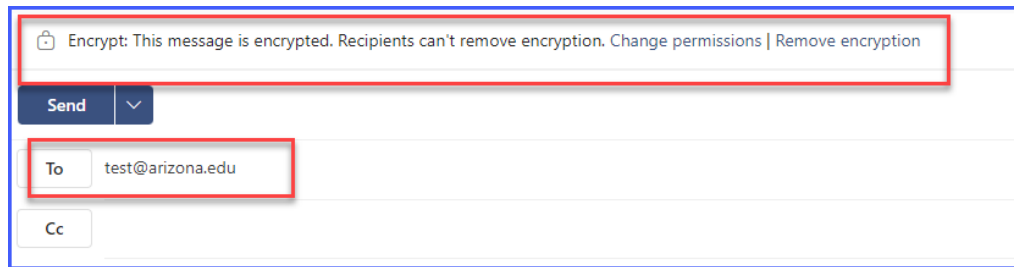 Encrypt: This message is encrypted. Recipients can't remove encryption. Change permissions | Remove encryption
Send
To test@arizona.edu
Cc